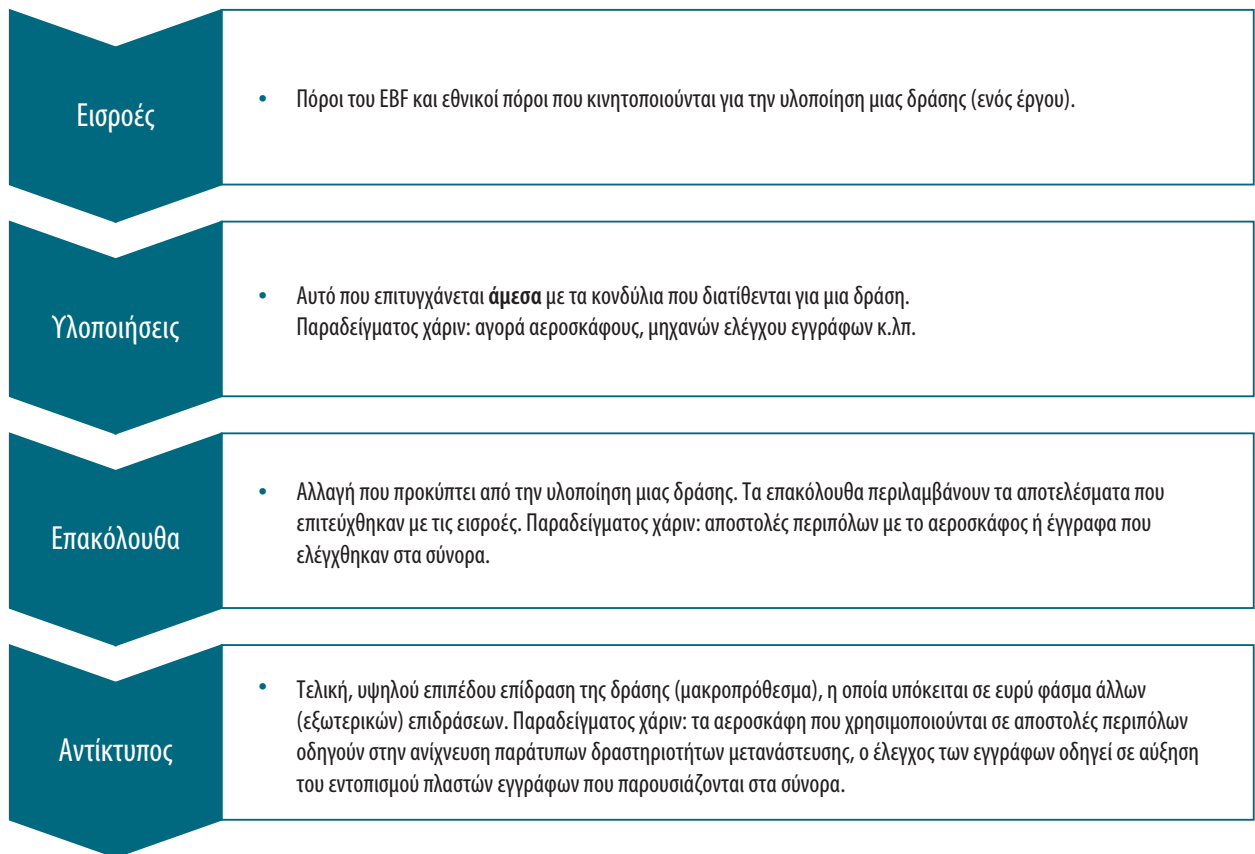 Εισροές
• Πόροι του EBF και εθνικοί πόροι που κινητοποιούνται για την υλοποίηση μιας δράσης (ενός έργου).
Υλοποιήσεις
• Αυτό που επιτυγχάνεται άμεσα με τα κονδύλια που διατίθενται για μια δράση.
Παραδείγματος χάριν: αγορά αεροσκάφους, μηχανών ελέγχου εγγράφων κ.λπ.
Επακόλουθα
• Αλλαγή που προκύπτει από την υλοποίηση μιας δράσης. Τα επακόλουθα περιλαμβάνουν τα αποτελέσματα που
επιτεύχθηκαν με τις εισροές. Παραδείγματος χάριν: αποστολές περιπόλων με το αεροσκάφος ή έγγραφα που
ελέγχθηκαν στα σύνορα.
Αντίκτυπος
• Τελική, υψηλού επιπέδου επίδραση της δράσης (μακροπρόθεσμα), η οποία υπόκειται σε ευρύ φάσμα άλλων
(εξωτερικών) επιδράσεων. Παραδείγματος χάριν: τα αεροσκάφη που χρησιμοποιούνται σε αποστολές περιπόλων
οδηγούν στην ανίχνευση παράτυπων δραστηριοτήτων μετανάστευσης, ο έλεγχος των εγγράφων οδηγεί σε αύξηση
του εντοπισμού πλαστών εγγράφων που παρουσιάζονται στα σύνορα.